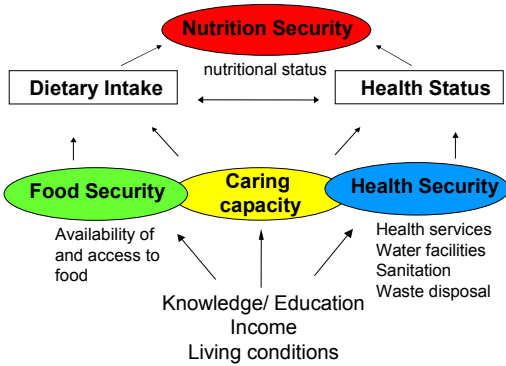 Nutrition Security
nutritional status
Dietary Intake
Health Status
Food Security
Caring
capacity
Health Security
Availability of
and access to
food
Health services
Water facilities
Sanitation
Waste disposal
Knowledge/ Education
Income
Living conditions